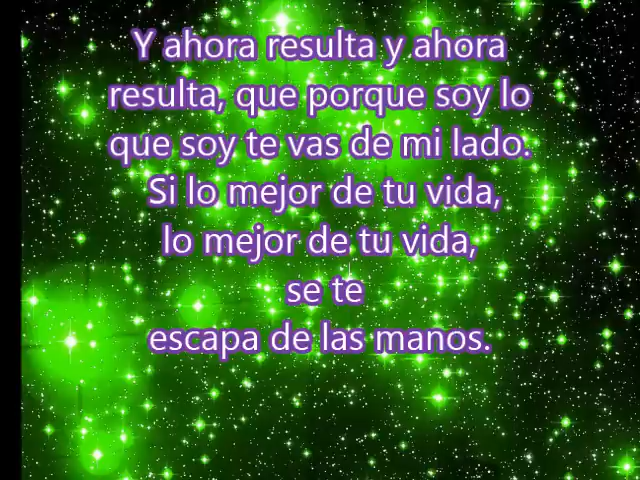 Y ahora resulta y ahora
resulta, que porque soy lo
que soy te vas de mi lado.
Si lo mejor de tu vida,
lo mejor de tu vida,
se te
escapa de las manos.